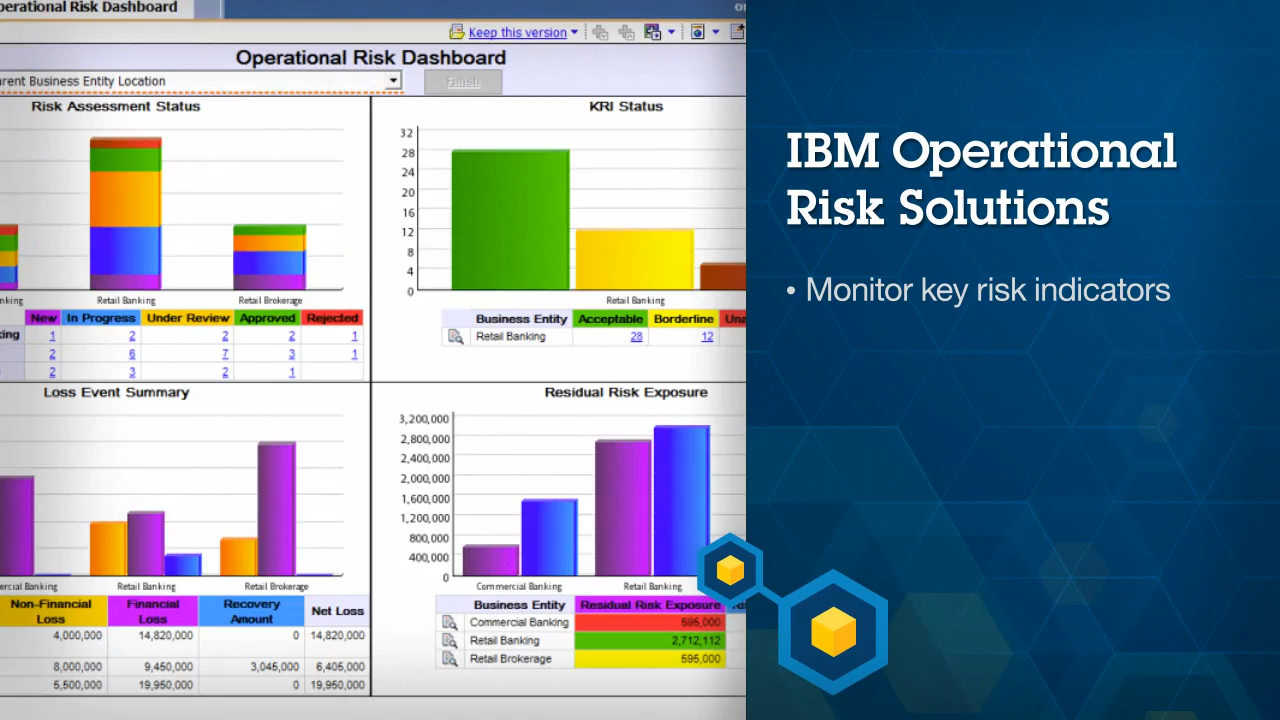 perational Risk Dashboard
Keep this version
Operational Risk Dashboard
rent Business Entity Location
Finish
Risk Assessment Status
Retail Banking
Retail Brokerage
New In Progress Under Review Approved Rejected
1 2 2 2 1
2 6 7 3 1
2 3 2 1
KRI Status
32
28
24
20
16
12
8
4
0
Retail Banking
Business Entity Acceptable Borderline Una
Retail Banking 28 12
Loss Event Summary
ercial Banking Retail Banking Retail Brokerage
Non-Financial Loss Financial Loss Recovery Amount Net Loss
4,000,000 14,820,000 0 14,820,000
8,000,000 9,450,000 3,045,000 6,405,000
5,500,000 19,950,000 0 19,950,000
Residual Risk Exposure
3,200,000
2,800,000
2,400,000
2,000,000
1,600,000
1,200,000
800,000
400,000
0
Commercial Banking Retail Banking
Business Entity Residual Risk Exposure
Commercial Banking 595,000
Retail Banking 2,712,112
Retail Brokerage 595,000
IBM Operational
Risk Solutions
• Monitor key risk indicators